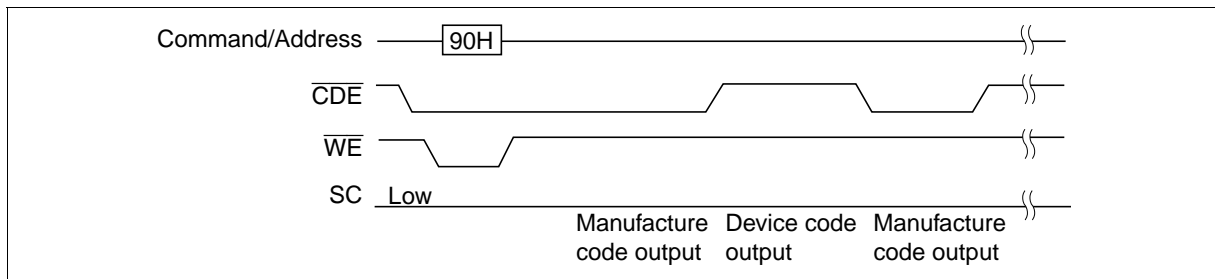 Command/Address 90H
CDE
WE
SC Low
Manufacture Device code Manufacture
code output output code output